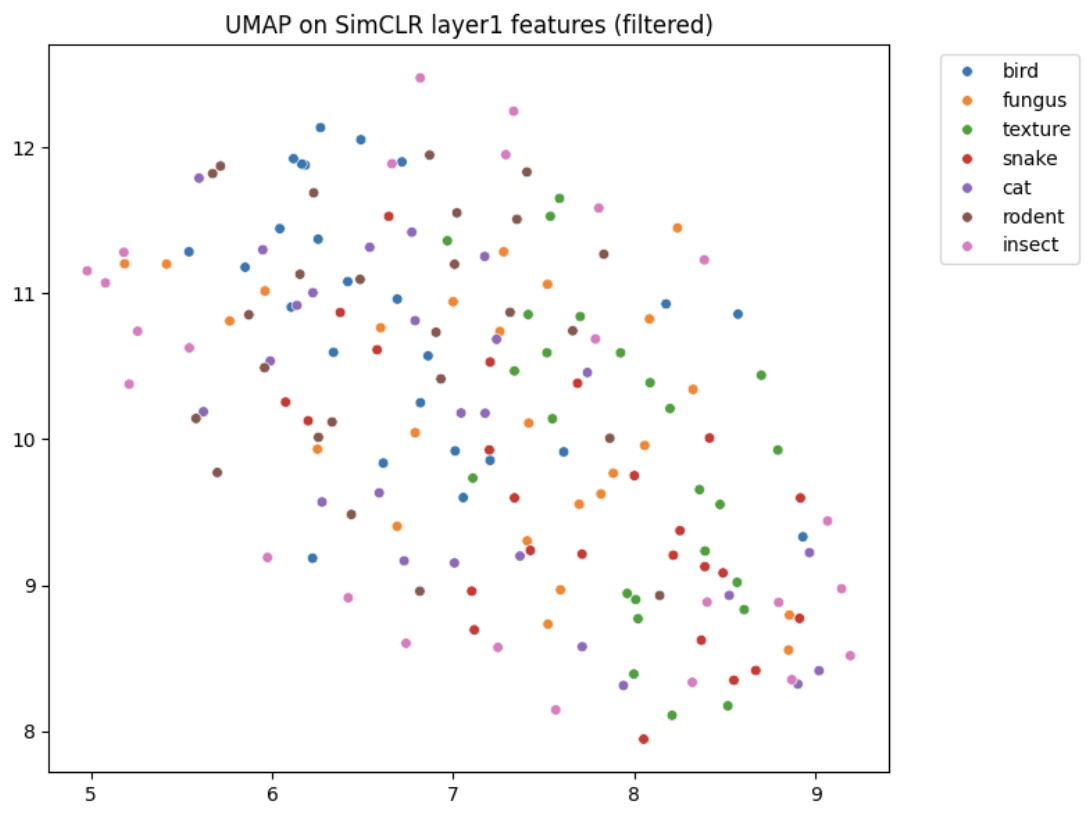 UMAP on SimCLR layer1 features (filtered)
bird
fungus
texture
snake
cat
rodent
insect
12
11
10
9
8
5 6 7 8 9